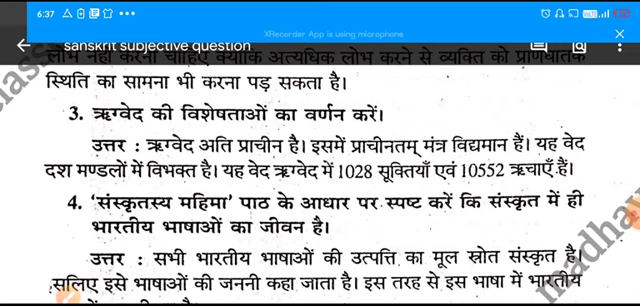 6:37
XRecorder App is using microphone
sanskrit subjective question
लोभ नहीं करना चाहिए क्योंकि अत्यधिक लोभ करने से व्यक्ति को प्राणघातक
स्थिति का सामना भी करना पड़ सकता है।
3. ऋग्वेद की विशेषताओं का वर्णन करें।
उत्तर : ऋग्वेद अति प्राचीन है। इसमें प्राचीनतम् मंत्र विद्यमान हैं। यह वेद
दश मण्डलों में विभक्त है। यह वेद ऋग्वेद में 1028 सूक्तियाँ एवं 10552 ऋचाएँ हैं।
4. ‘संस्कृतस्य महिमा’ पाठ के आधार पर स्पष्ट करें कि संस्कृत में ही
भारतीय भाषाओं का जीवन है।
उत्तर : सभी भारतीय भाषाओं की उत्पत्ति का मूल स्रोत संस्कृत है।
सलिए इसे भाषाओं की जननी कहा जाता है। इस तरह से इस भाषा में भारतीय
madhav